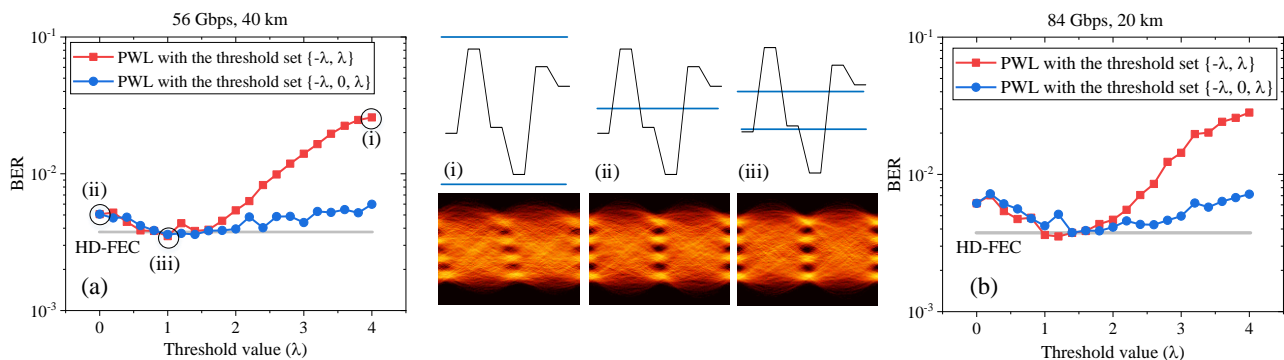 56 Gbps, 40 km
10⁻¹
PWL with the threshold set {-λ, λ}
PWL with the threshold set {-λ, 0, λ}
BER
10⁻²
10⁻³
(i)
(ii)
HD-FEC
(iii)
(a)
0 1 2 3 4
Threshold value (λ)
(i) (ii) (iii)
84 Gbps, 20 km
10⁻¹
PWL with the threshold set {-λ, λ}
PWL with the threshold set {-λ, 0, λ}
BER
10⁻²
10⁻³
HD-FEC
(b)
0 1 2 3 4
Threshold value (λ)